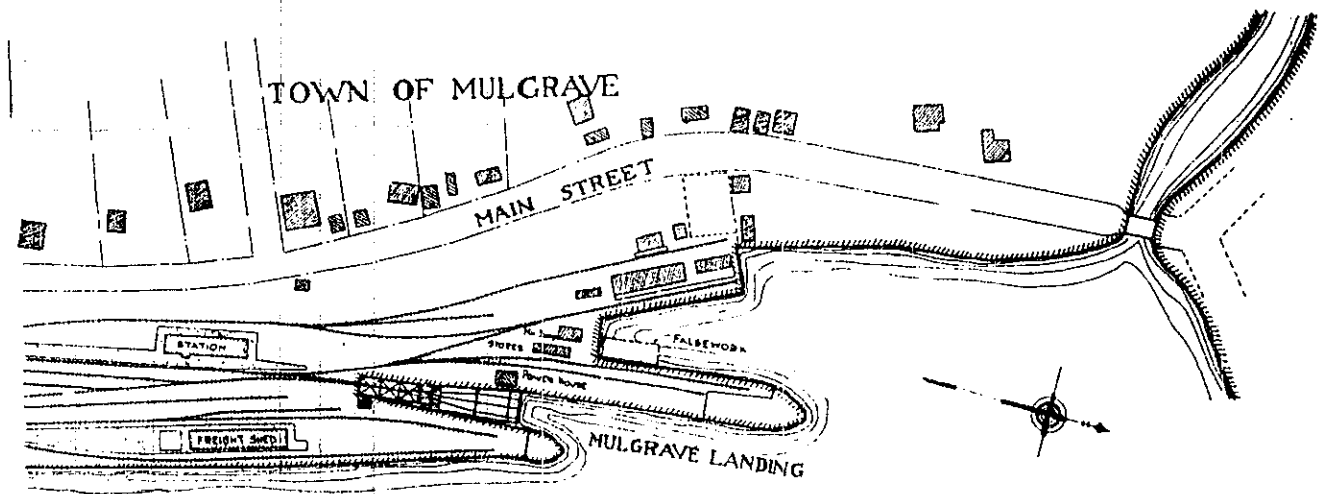 TOWN OF MULGRAVE
MAIN STREET
STATION
STORES
FALSEWORK
POWER HOUSE
FREIGHT SHED
MULGRAVE LANDING